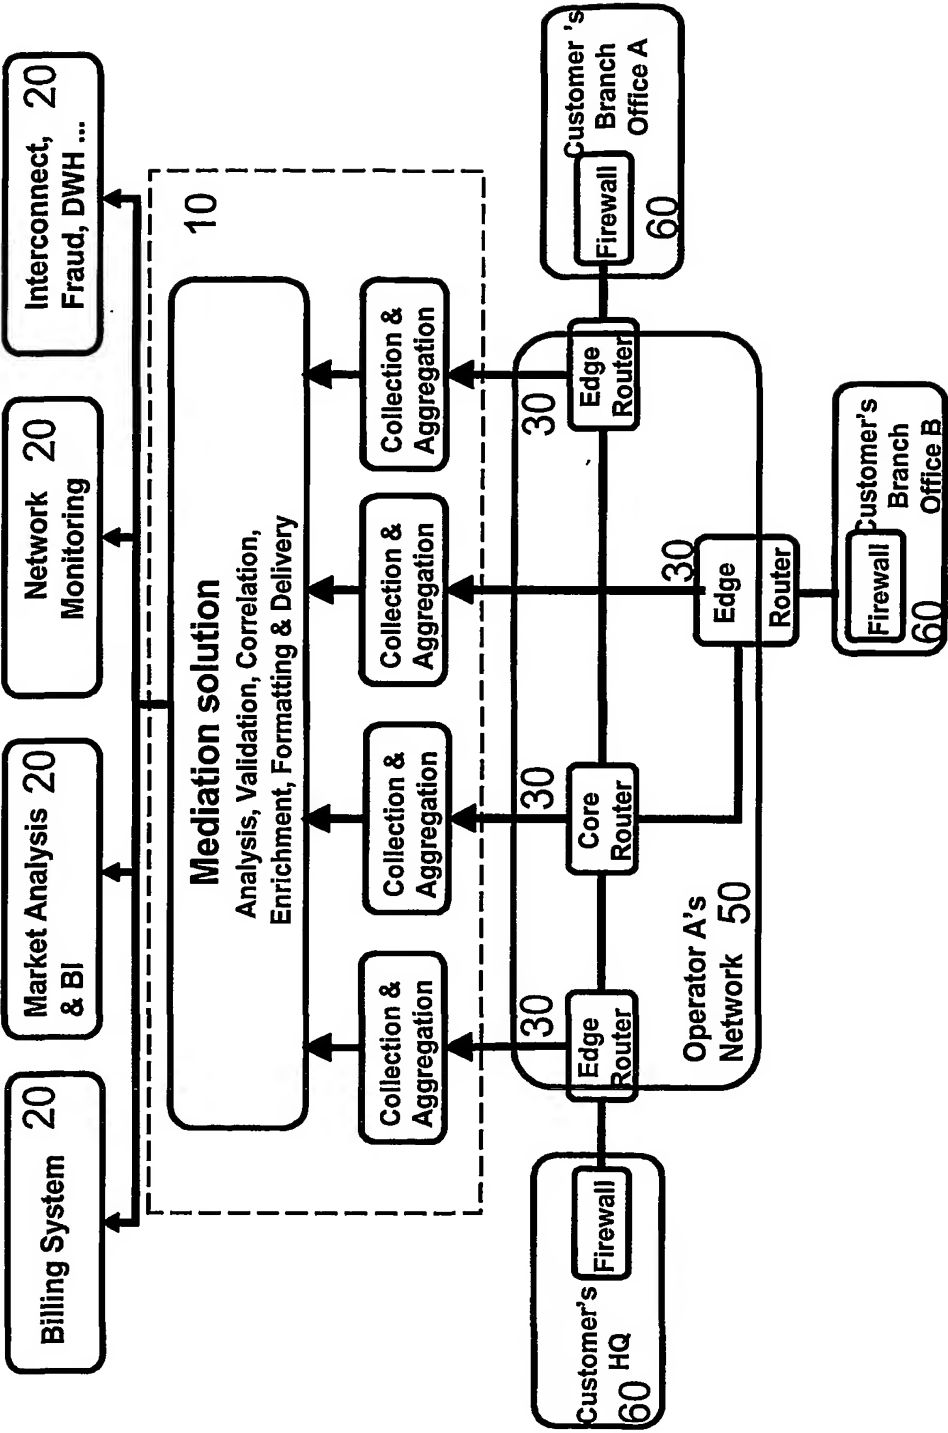 Billing System 20
Market Analysis 20
& BI
Network 20
Monitoring
Interconnect, 20
Fraud, DWH ...
10
Mediation solution
Analysis, Validation, Correlation,
Enrichment, Formatting & Delivery
Collection &
Aggregation
Collection &
Aggregation
Collection &
Aggregation
Collection &
Aggregation
30
30
30
30
Edge
Router
Core
Router
Edge
Router
Edge
Router
Operator A's
Network 50
Customer's
HQ
60
Firewall
Customer 's
Branch
Office A
Firewall
60
Customer's
Branch
Office B
Firewall
60